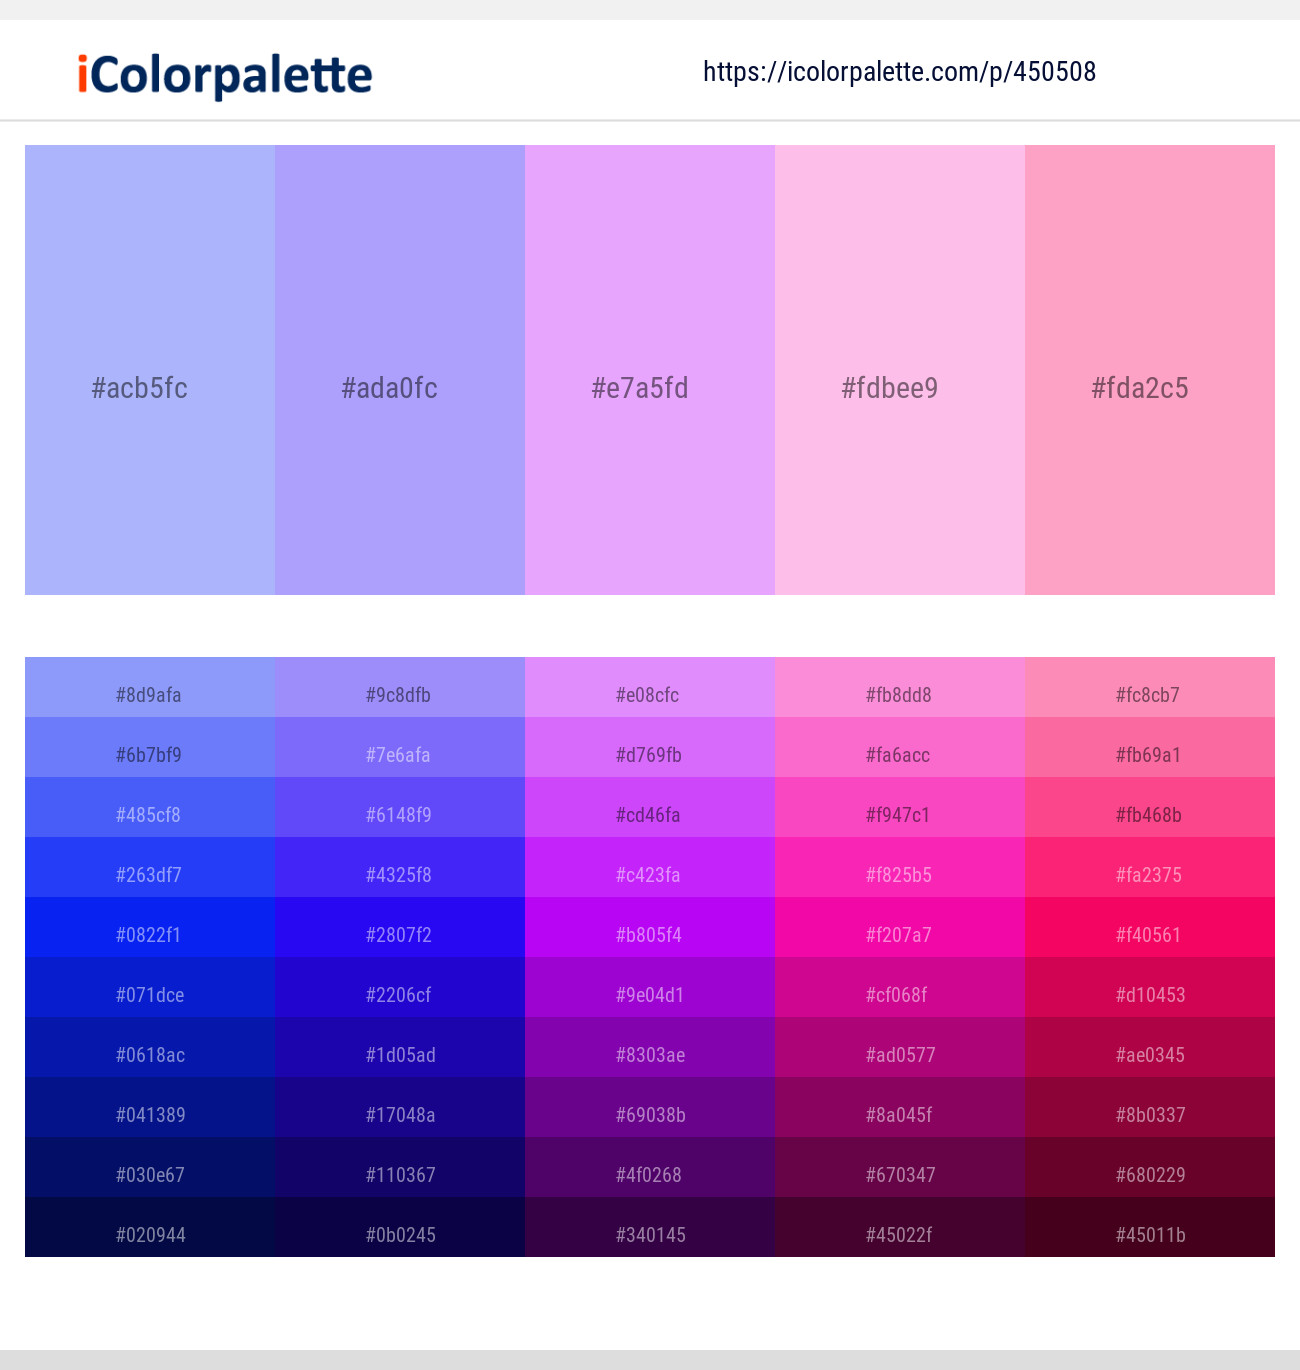 iColorpalette
https://icolorpalette.com/p/450508
#acb5fc #ada0fc #e7a5fd #fdbee9 #fda2c5
#8d9afa #9c8dfb #e08cfc #fb8dd8 #fc8cb7
#6b7bf9 #7e6afa #d769fb #fa6acc #fb69a1
#485cf8 #6148f9 #cd46fa #f947c1 #fb468b
#263df7 #4325f8 #c423fa #f825b5 #fa2375
#0822f1 #2807f2 #b805f4 #f207a7 #f40561
#071dce #2206cf #9e04d1 #cf068f #d10453
#0618ac #1d05ad #8303ae #ad0577 #ae0345
#041389 #17048a #69038b #8a045f #8b0337
#030e67 #110367 #4f0268 #670347 #680229
#020944 #0b0245 #340145 #45022f #45011b